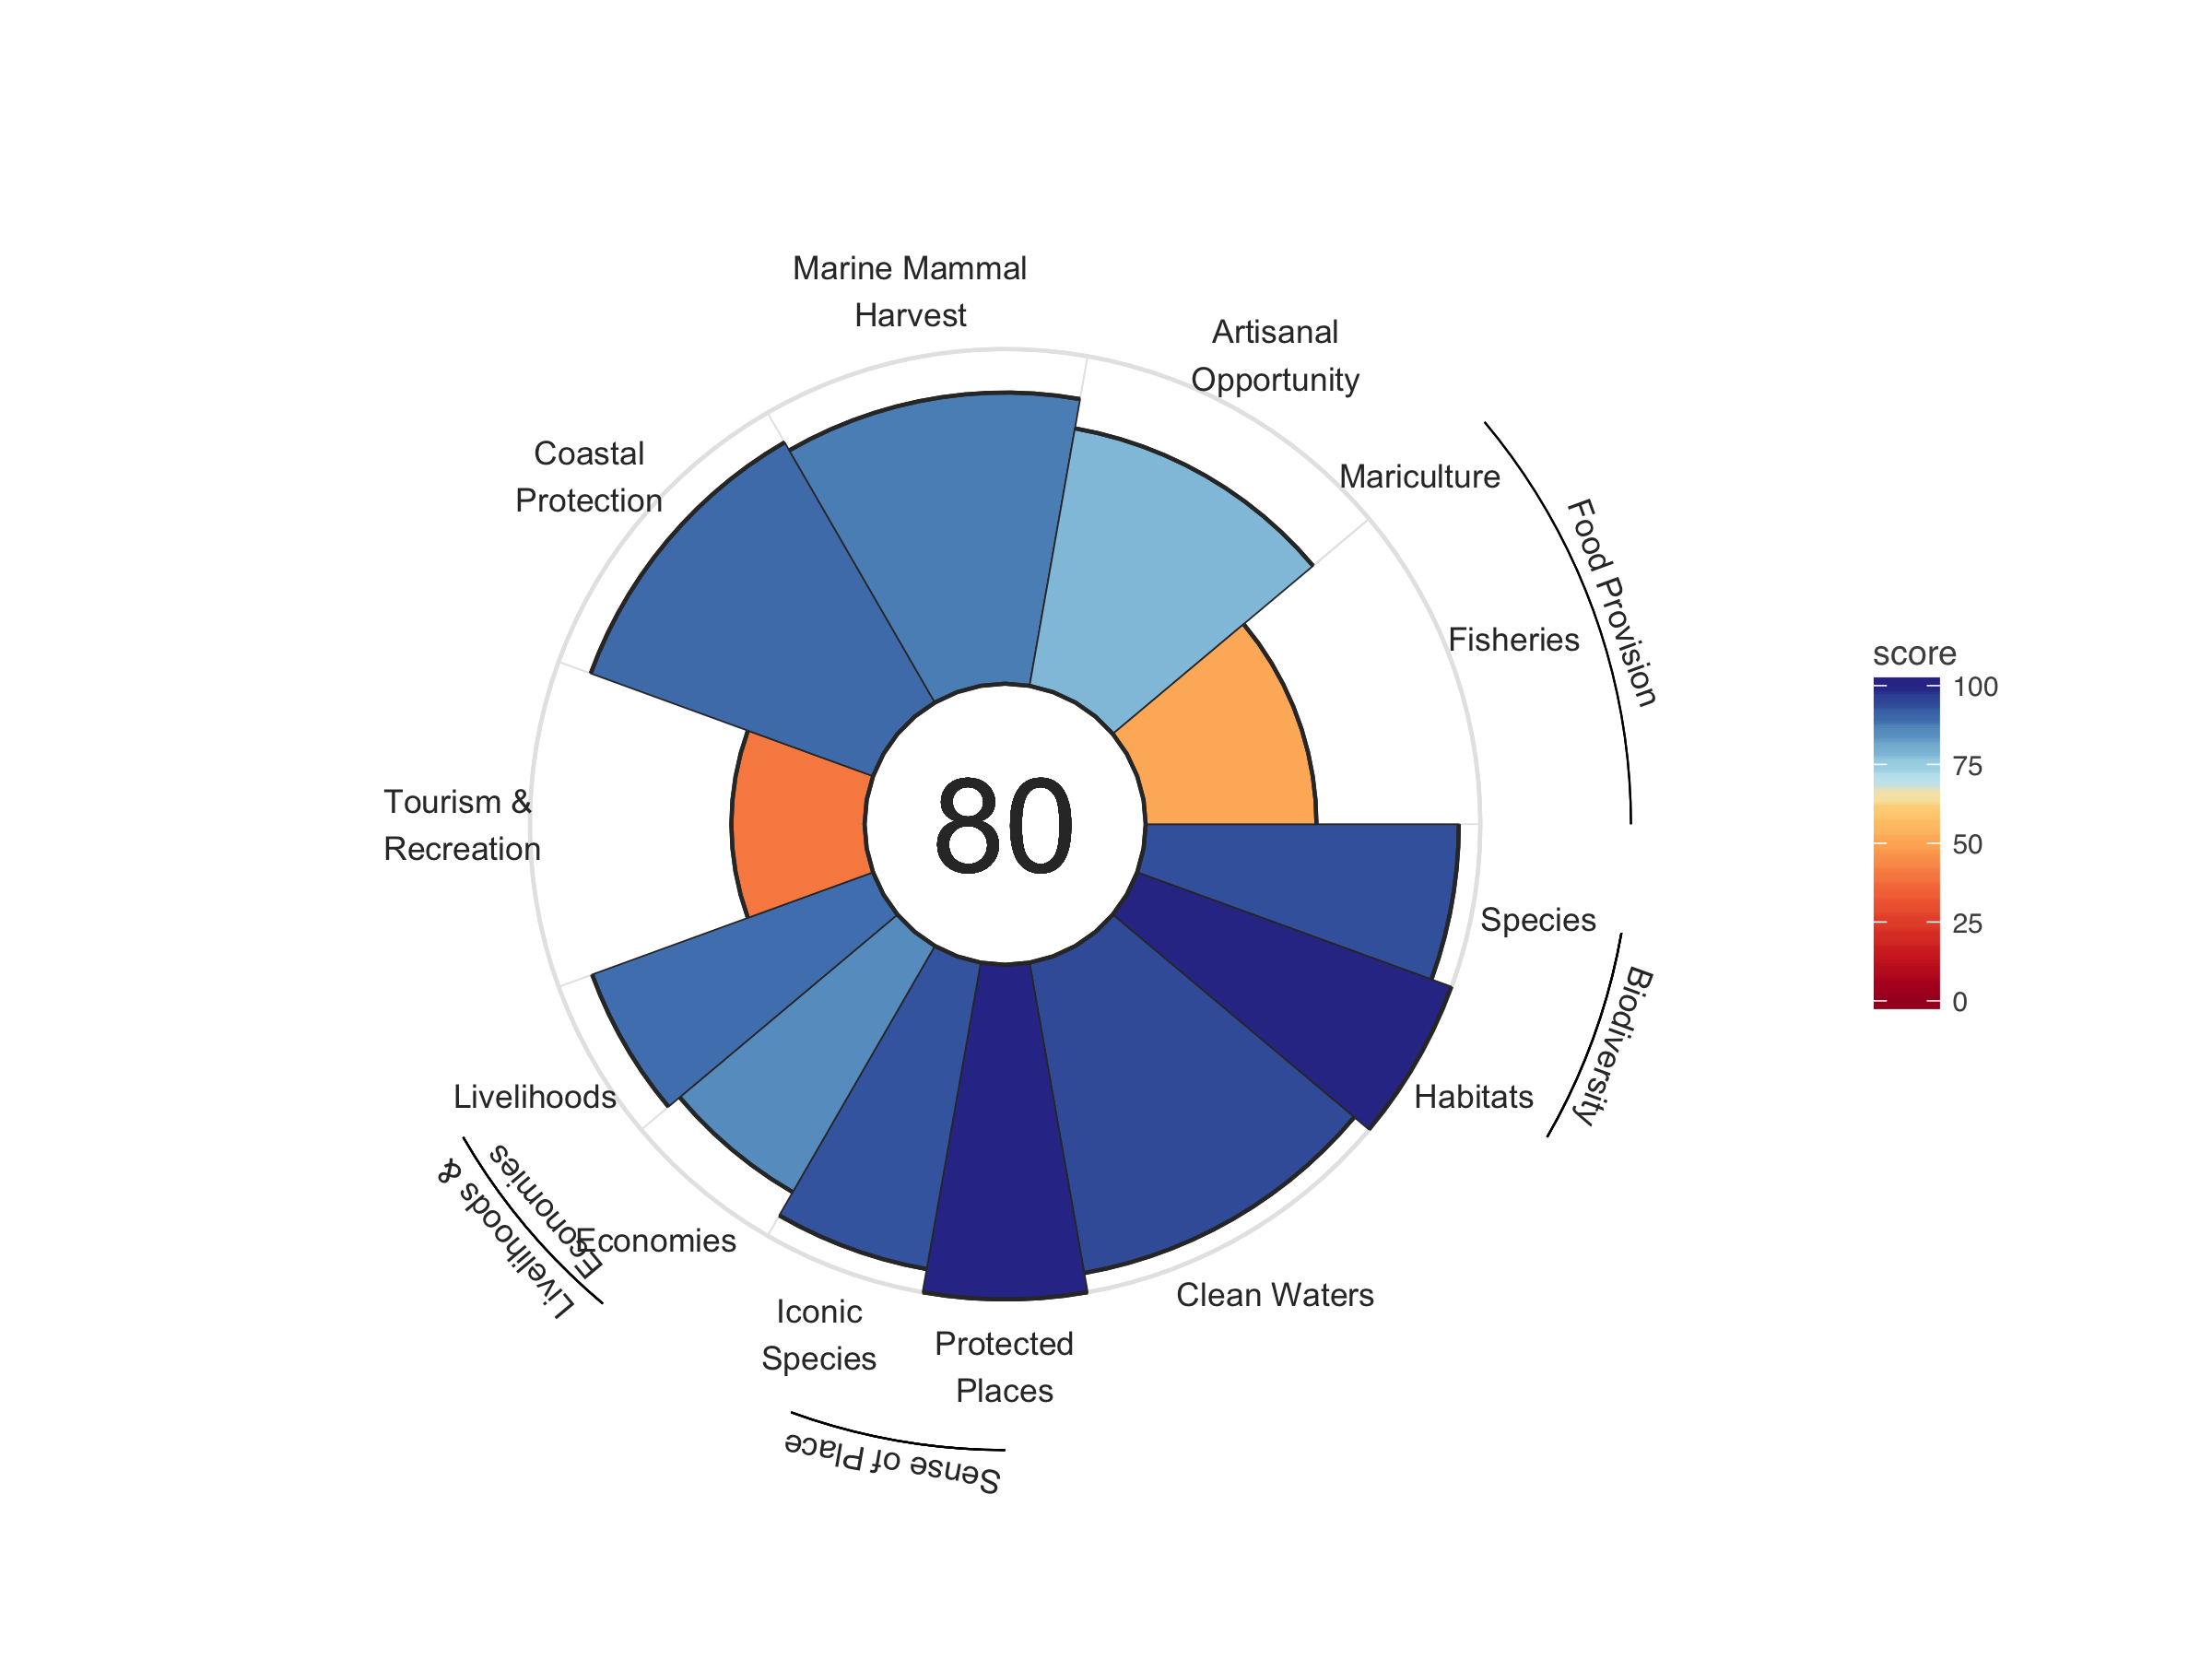 Marine Mammal
Harvest
Artisanal
Opportunity
Coastal
Protection
Mariculture
Food Provision
Fisheries
score
100
75
50
25
0
80
Tourism &
Recreation
Species
Biodiversity
Habitats
Livelihoods
Livelihoods &
Economies
Economies
Clean Waters
Iconic
Species
Protected
Places
Sense of Place